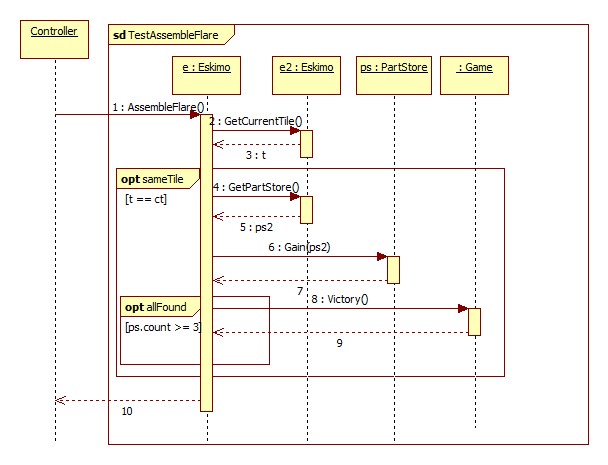 Controller
sd TestAssembleFlare
e : Eskimo
e2 : Eskimo
ps : PartStore
: Game
1 : AssembleFlare()
2 : GetCurrentTile()
3 : t
opt sameTile
4 : GetPartStore()
[t == ct]
5 : ps2
6 : Gain(ps2)
7
opt allFound
8 : Victory()
[ps.count >= 3]
9
10